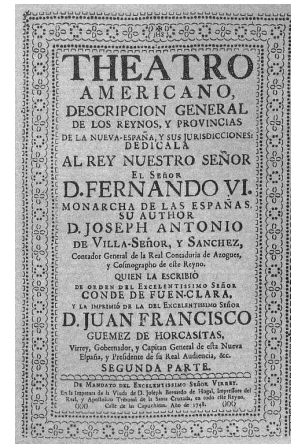 THEATRO
AMERICANO,
DESCRIPCION GENERAL
DE LOS REYNOS, Y PROVINCIAS
DE LA NUEVA-ESPAÑA, Y SUS JURISDICCIONES:
DEDICALA
AL REY NUESTRO SEÑOR
EL SEÑOR
D. FERNANDO VI.
MONARCHA DE LAS ESPAÑAS.
SU AUTHOR
D. JOSEPH ANTONIO
DE VILLA-SEÑOR, Y SANCHEZ,
Contador General de la Real Contaduria de Azogues,
y Cosmographo de este Reyno.
QUIEN LA ESCRIBIÓ
DE ORDEN DEL EXCELENTISSIMO SEÑOR
CONDE DE FUEN-CLARA,
Y LA IMPRIMIÓ DE LA DEL EXCELENTISSIMO SEÑOR
D. JUAN FRANCISCO
GUEMEZ DE HORCASITAS,
Virrey, Gobernador, y Capitan General de esta Nueva
España, y Presidente de su Real Audiencia, &c.
SEGUNDA PARTE.
DE MANDATO DEL EXCELENTISSIMO SEÑOR VIRREY.
En la Imprenta de la Viuda de D. Joseph Bernardo de Hogal, Impressora del
Real, y Apostolico Tribunal de la Santa Cruzada, en todo este Reyno.
Calle de las Capuchinas. Año de 1748.